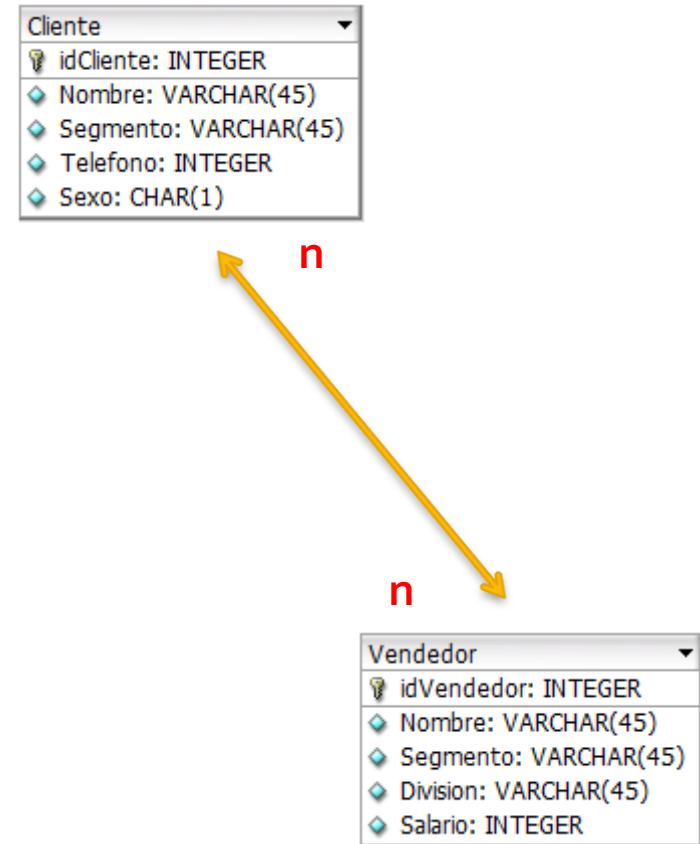 Cliente
idCliente: INTEGER
Nombre: VARCHAR(45)
Segmento: VARCHAR(45)
Telefono: INTEGER
Sexo: CHAR(1)
n
n
Vendedor
idVendedor: INTEGER
Nombre: VARCHAR(45)
Segmento: VARCHAR(45)
Division: VARCHAR(45)
Salario: INTEGER